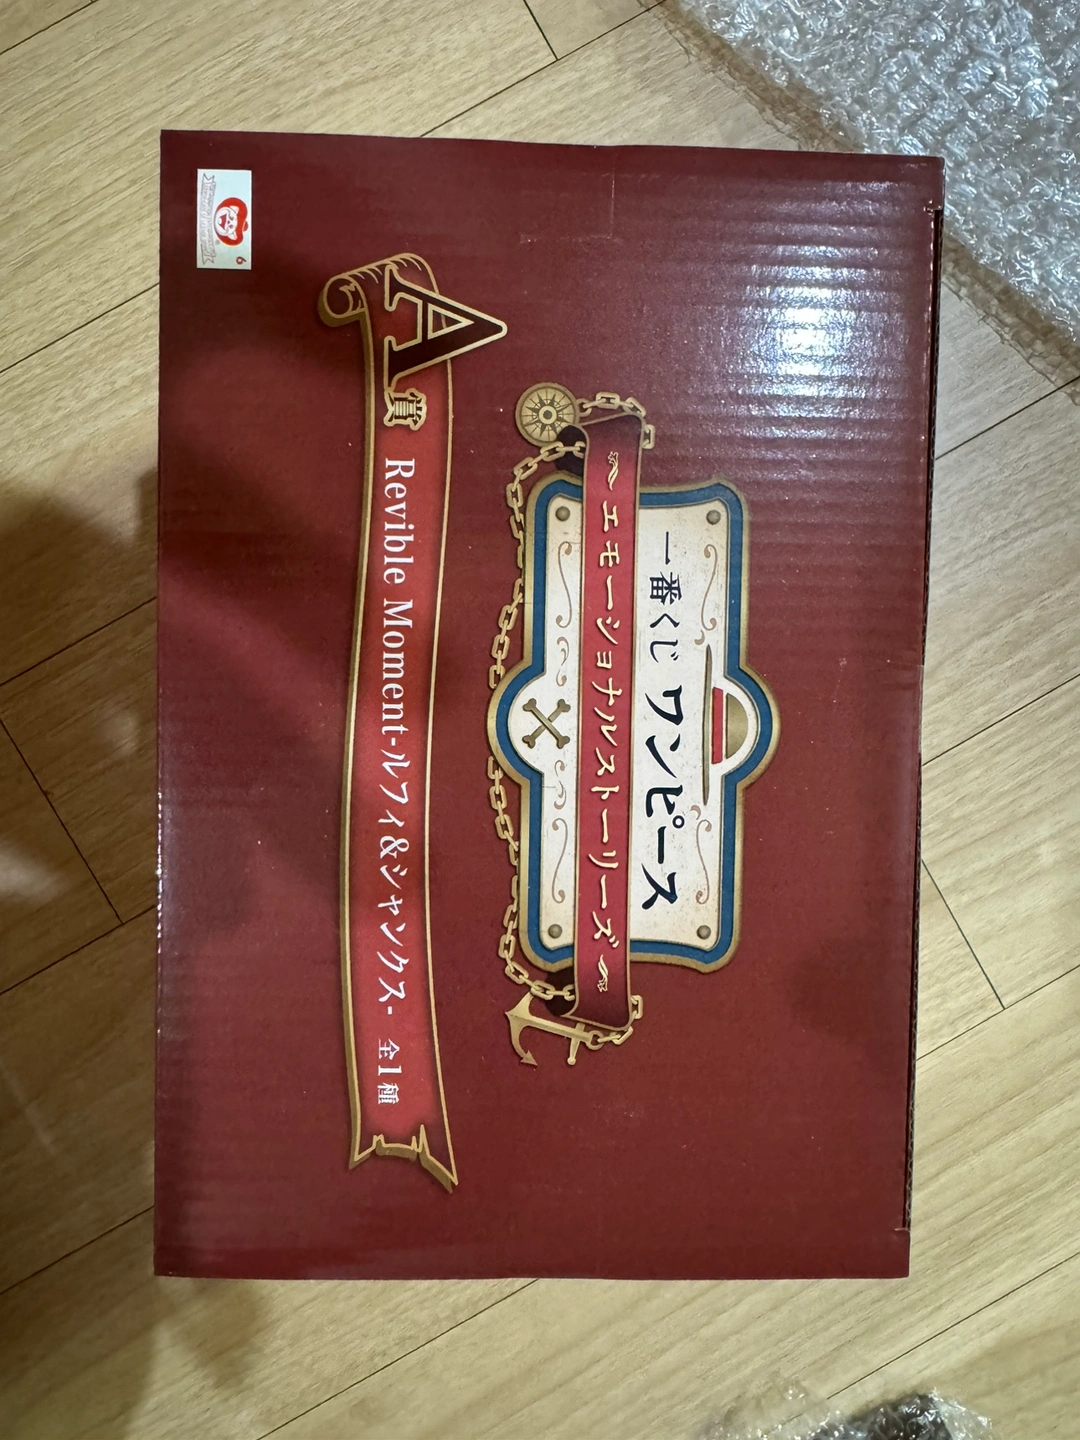 一番くじ ワンピース
エモーショナルストーリーズ
A賞 Revible Moment-ルフィ&シャンクス- 全1種
6